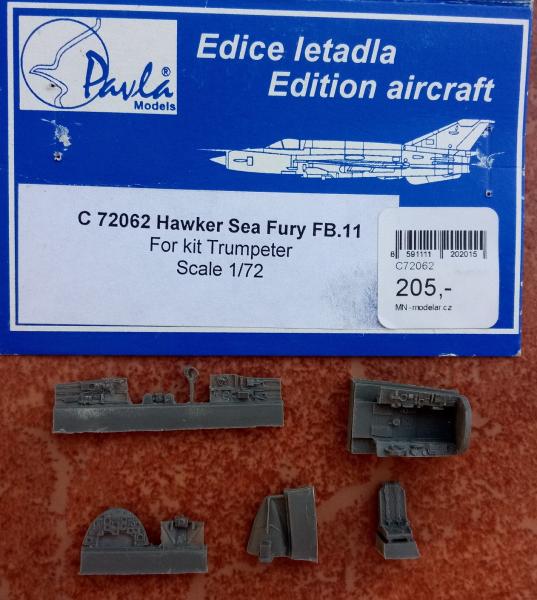 Pavla®
Models
Edice letadla
Edition aircraft
C 72062 Hawker Sea Fury FB.11
For kit Trumpeter
Scale 1/72
8 591111 202015
C72062
205,-
MN-modelar.cz